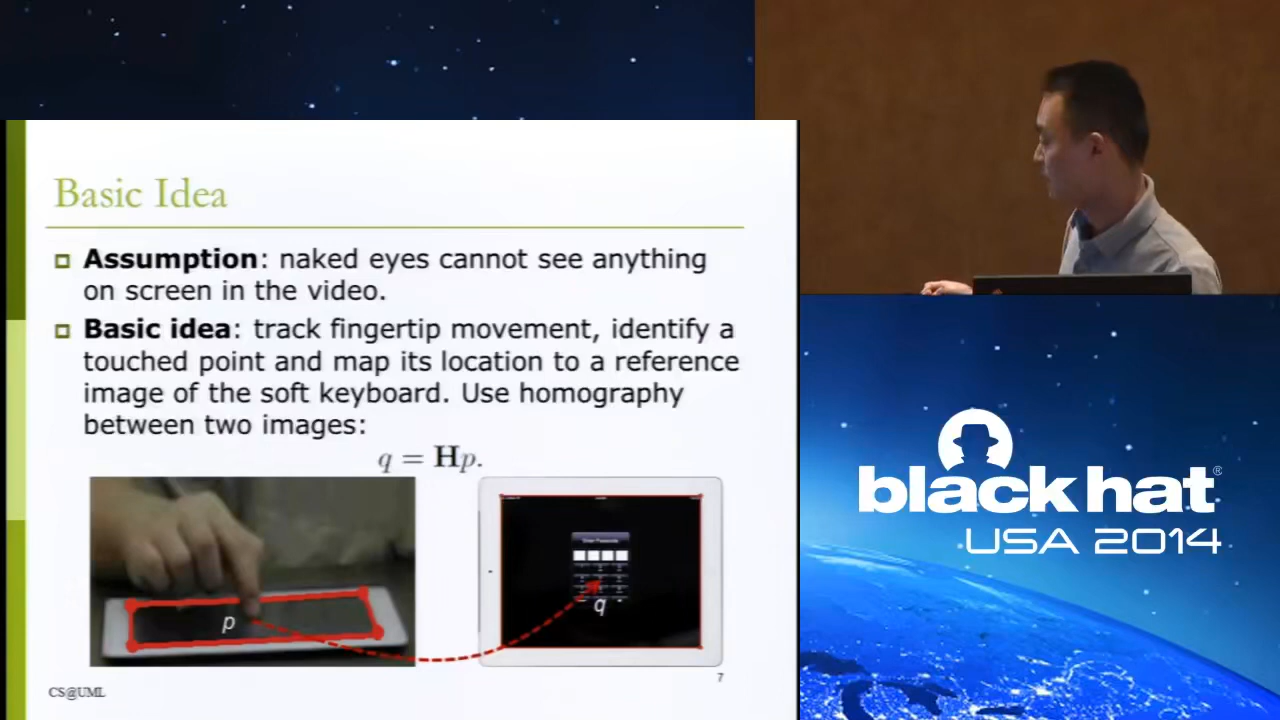 Basic Idea
Assumption: naked eyes cannot see anything
on screen in the video.
Basic idea: track fingertip movement, identify a
touched point and map its location to a reference
image of the soft keyboard. Use homography
between two images:
q = Hp.
p
Enter Passcode
q
7
CS@UML
black hat®
USA 2014